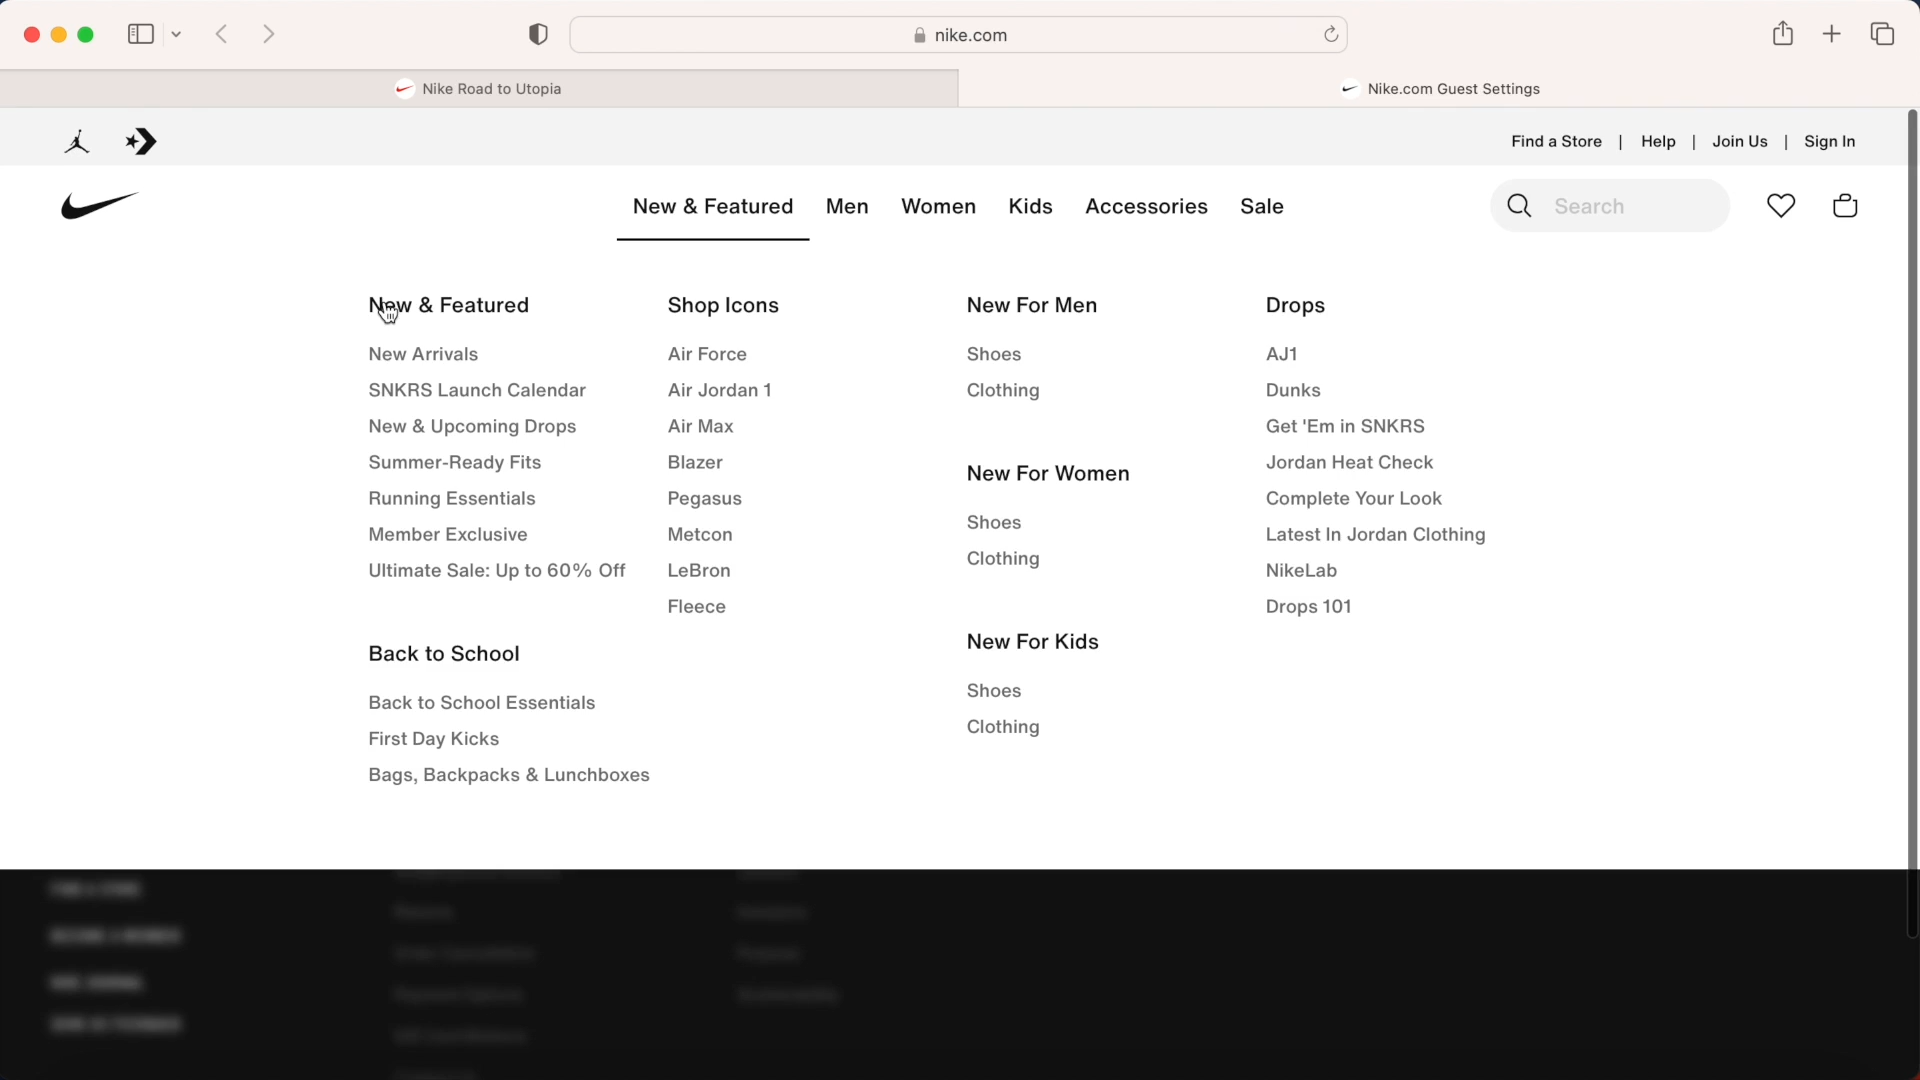 nike.com
Nike Road to Utopia
Nike.com Guest Settings
Find a Store | Help | Join Us | Sign In
New & Featured Men Women Kids Accessories Sale
Search
New & Featured
New Arrivals
SNKRS Launch Calendar
New & Upcoming Drops
Summer-Ready Fits
Running Essentials
Member Exclusive
Ultimate Sale: Up to 60% Off
Back to School
Back to School Essentials
First Day Kicks
Bags, Backpacks & Lunchboxes
Shop Icons
Air Force
Air Jordan 1
Air Max
Blazer
Pegasus
Metcon
LeBron
Fleece
New For Men
Shoes
Clothing
New For Women
Shoes
Clothing
New For Kids
Shoes
Clothing
Drops
AJ1
Dunks
Get 'Em in SNKRS
Jordan Heat Check
Complete Your Look
Latest In Jordan Clothing
NikeLab
Drops 101